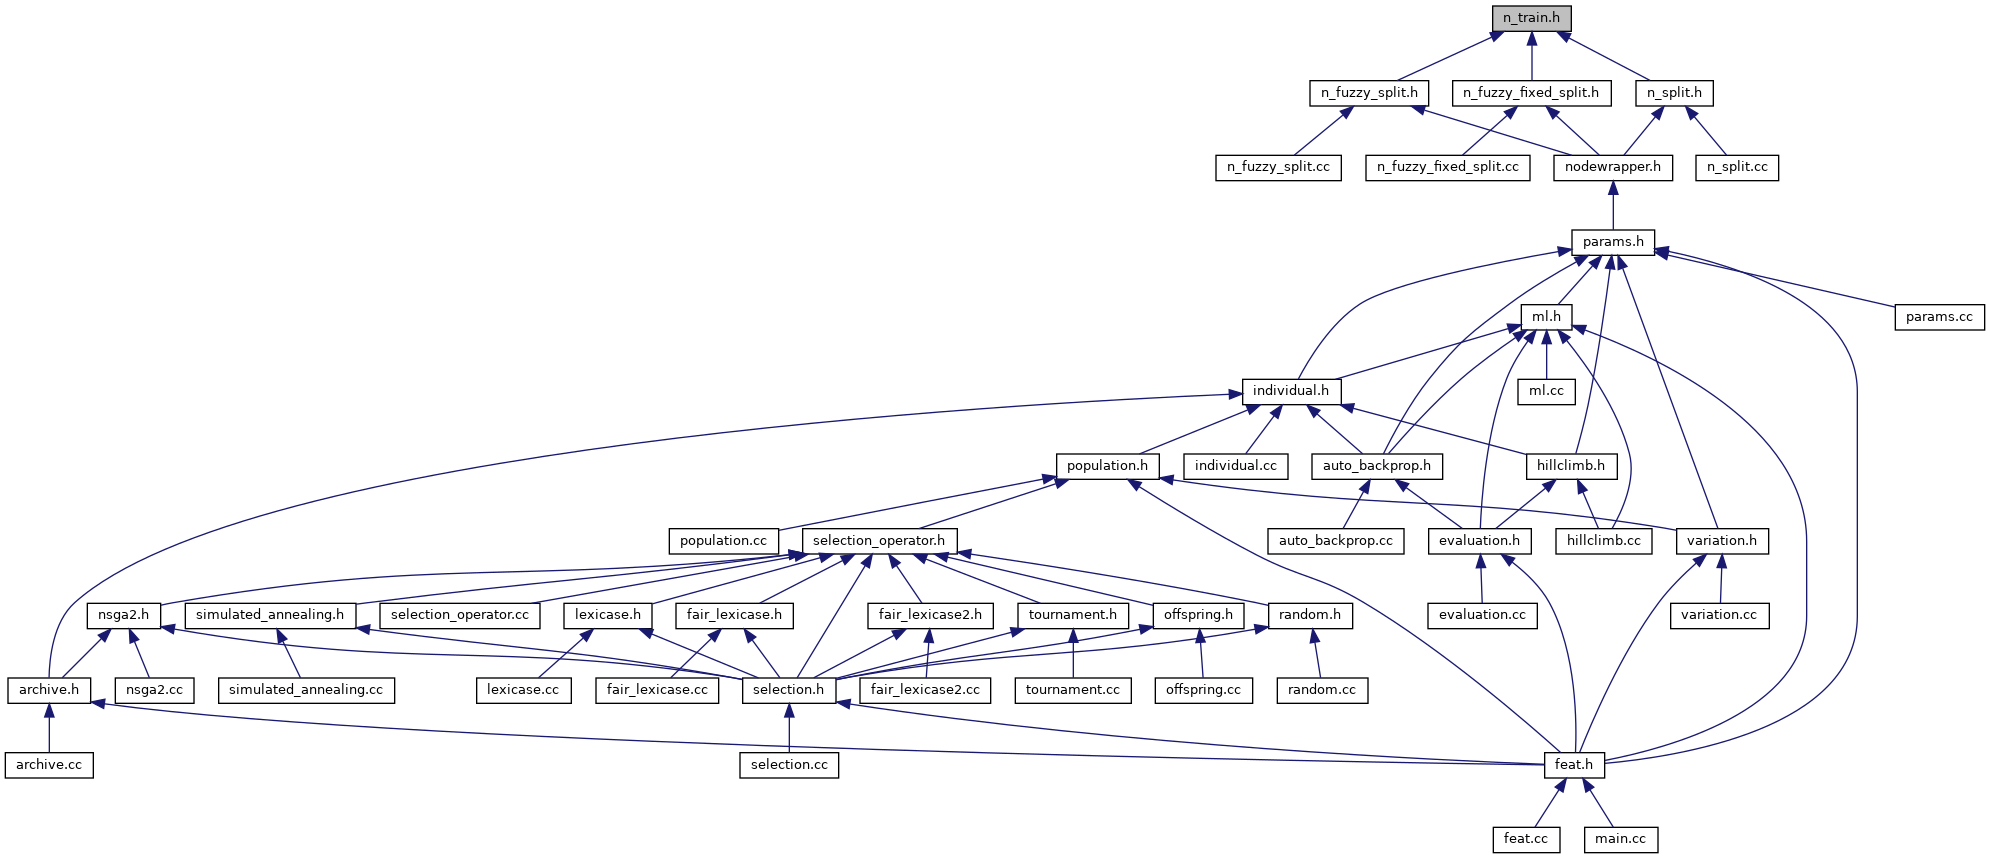 n_train.h
n_fuzzy_split.h
n_fuzzy_fixed_split.h
n_split.h
n_fuzzy_split.cc
n_fuzzy_fixed_split.cc
nodewrapper.h
n_split.cc
params.h
ml.h
params.cc
individual.h
ml.cc
population.h
individual.cc
auto_backprop.h
hillclimb.h
population.cc
selection_operator.h
auto_backprop.cc
evaluation.h
hillclimb.cc
variation.h
nsga2.h
simulated_annealing.h
selection_operator.cc
lexicase.h
fair_lexicase.h
fair_lexicase2.h
tournament.h
offspring.h
random.h
evaluation.cc
variation.cc
archive.h
nsga2.cc
simulated_annealing.cc
lexicase.cc
fair_lexicase.cc
selection.h
fair_lexicase2.cc
tournament.cc
offspring.cc
random.cc
archive.cc
selection.cc
feat.h
feat.cc
main.cc